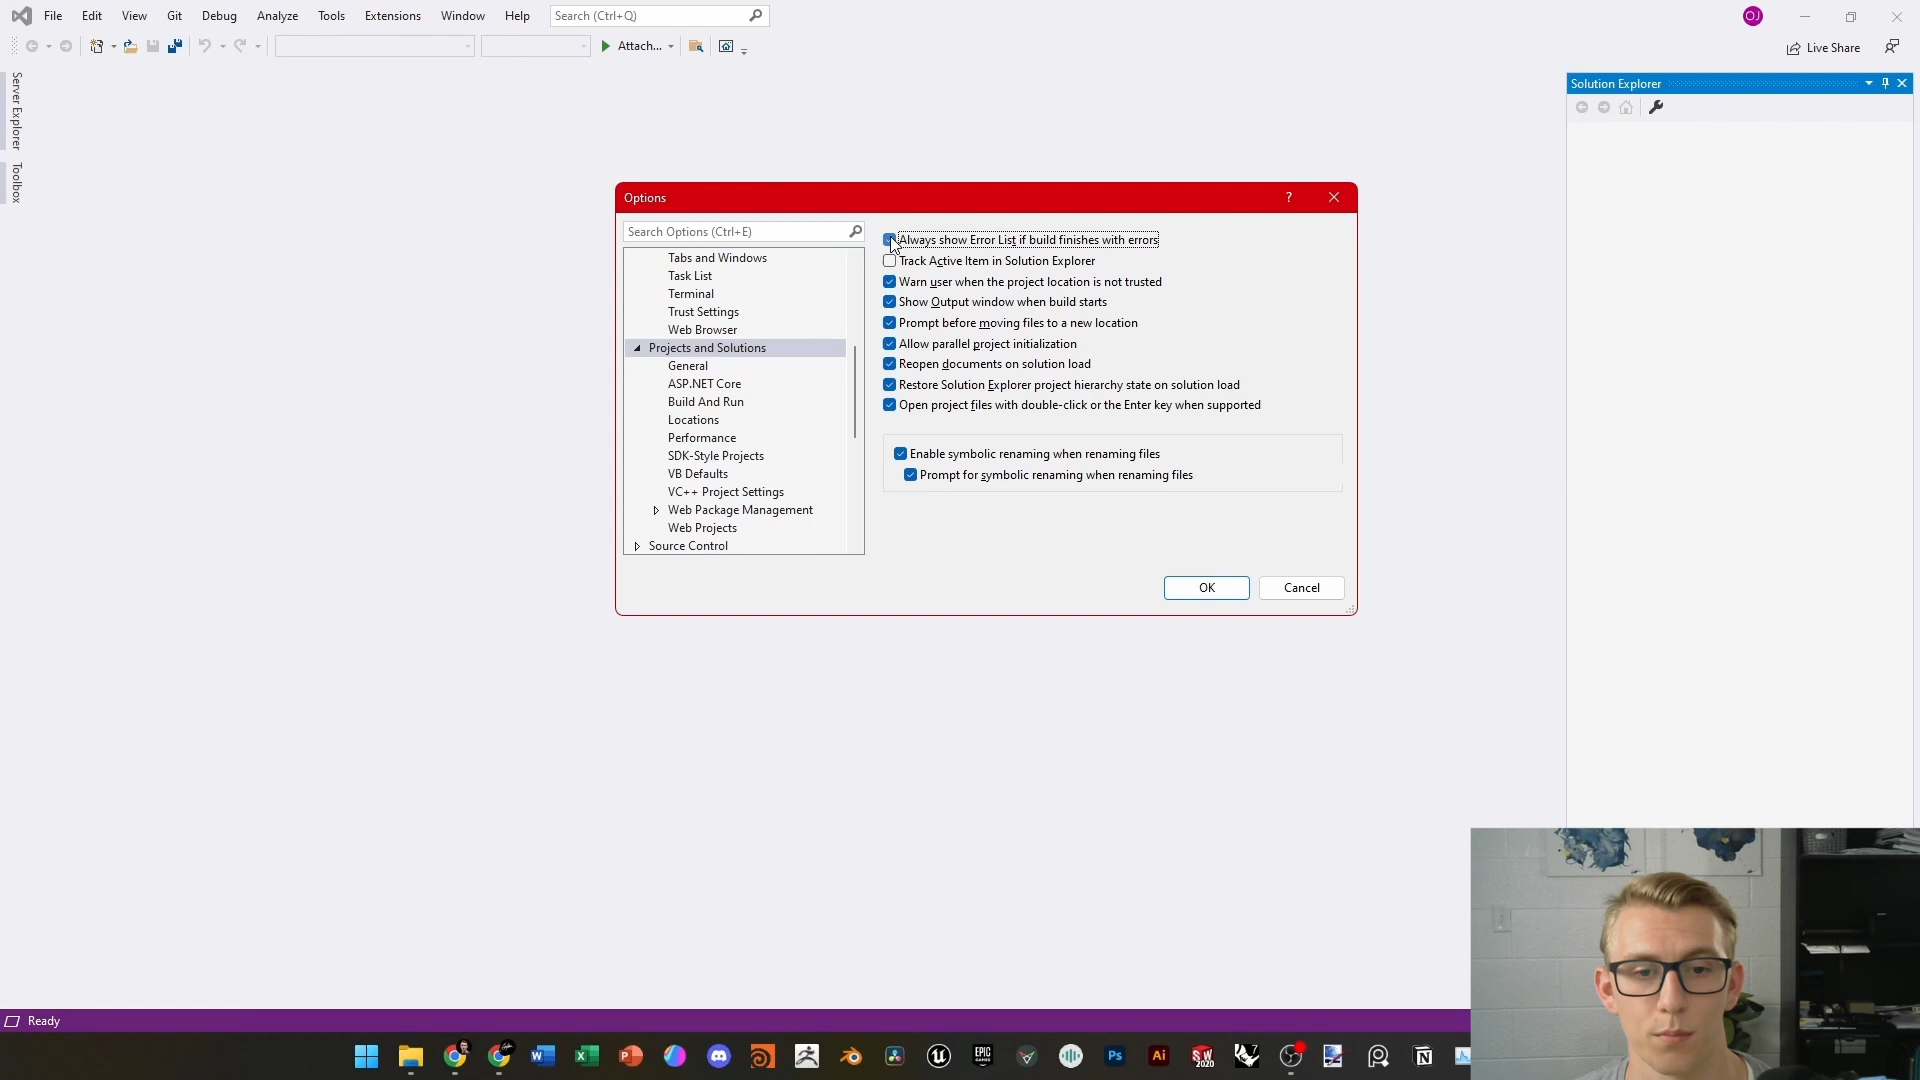 File Edit View Git Debug Analyze Tools Extensions Window Help Search (Ctrl+Q) OJ
Attach... Live Share
Server Explorer
Toolbox
Solution Explorer
Options ?
Search Options (Ctrl+E)
Tabs and Windows
Task List
Terminal
Trust Settings
Web Browser
Projects and Solutions
General
ASP.NET Core
Build And Run
Locations
Performance
SDK-Style Projects
VB Defaults
VC++ Project Settings
Web Package Management
Web Projects
Source Control
Always show Error List if build finishes with errors
Track Active Item in Solution Explorer
Warn user when the project location is not trusted
Show Output window when build starts
Prompt before moving files to a new location
Allow parallel project initialization
Reopen documents on solution load
Restore Solution Explorer project hierarchy state on solution load
Open project files with double-click or the Enter key when supported
Enable symbolic renaming when renaming files
Prompt for symbolic renaming when renaming files
OK Cancel
Ready
EPIC GAMES Ps Ai SW 2020